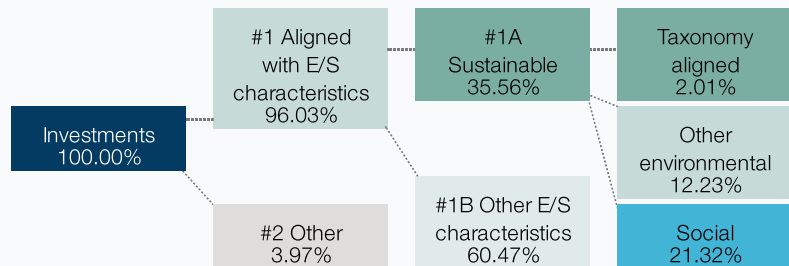 Investments
100.00%
#1 Aligned
with E/S
characteristics
96.03%
#2 Other
3.97%
#1A
Sustainable
35.56%
#1B Other E/S
characteristics
60.47%
Taxonomy
aligned
2.01%
Other
environmental
12.23%
Social
21.32%